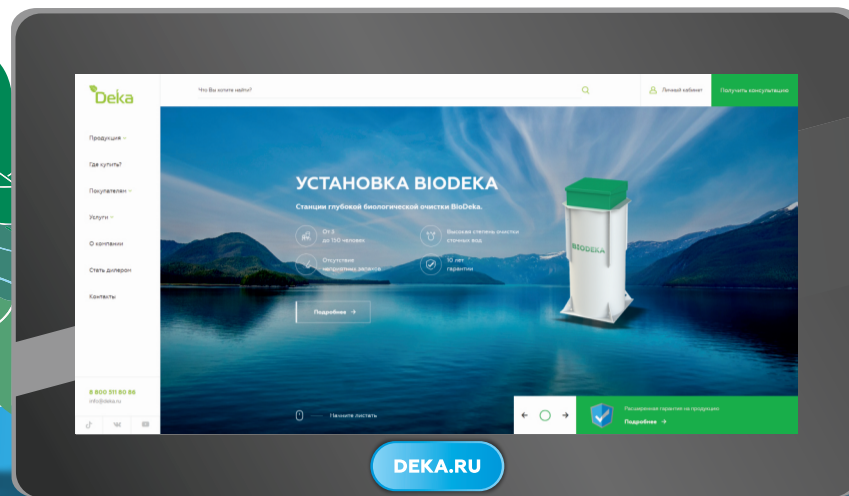 Deka
Что Вы хотите найти?
Личный кабинет
Получить консультацию
Продукция
Где купить?
Покупателям
Услуги
О компании
Стать дилером
Контакты
8 800 511 80 86
info@deka.ru
УСТАНОВКА BIODEKA
Станции глубокой биологической очистки BioDeka.
От 3
до 150 человек
Высокая степень очистки
сточных вод
Отсутствие
неприятных запахов
10 лет
гарантии
Подробнее →
BIODEKA
Начните листать
← →
Расширенная гарантия на продукцию
Подробнее →
DEKA.RU